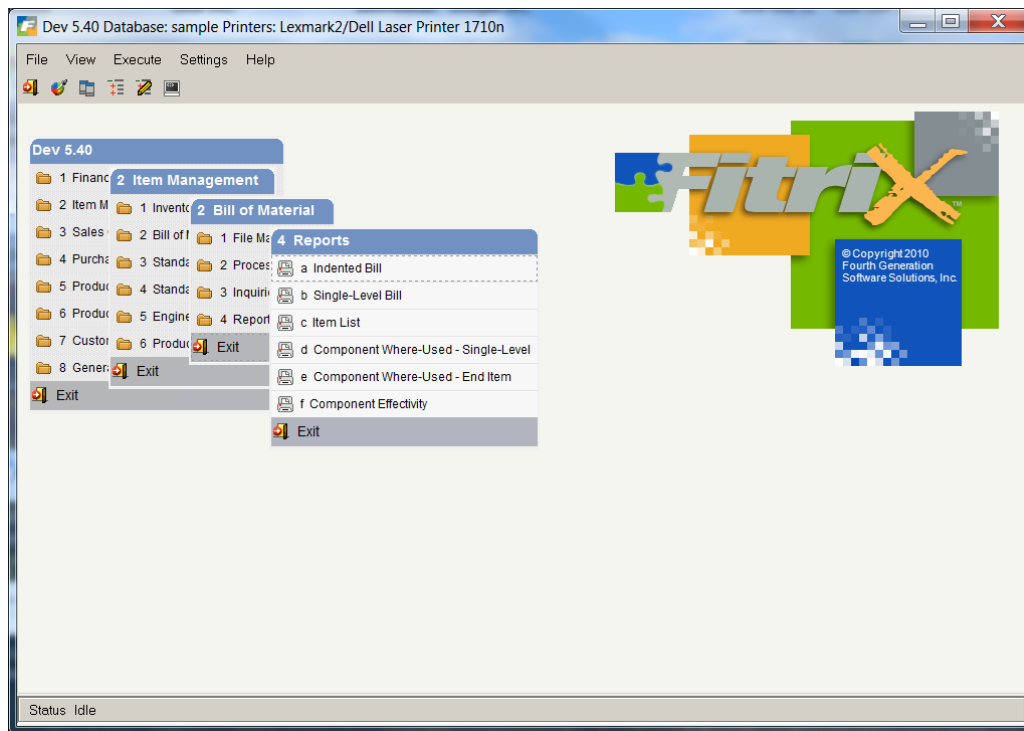 Dev 5.40 Database: sample Printers: Lexmark2/Dell Laser Printer 1710n
File View Execute Settings Help
Dev 5.40
1 Financ
2 Item M
3 Sales
4 Purcha
5 Produc
6 Produc
7 Custor
8 Genera
Exit
2 Item Management
1 Invento
2 Bill of M
3 Standa
4 Standa
5 Engine
6 Produc
Exit
2 Bill of Material
1 File Ma
2 Proces
3 Inquiri
4 Report
Exit
4 Reports
a Indented Bill
b Single-Level Bill
c Item List
d Component Where-Used - Single-Level
e Component Where-Used - End Item
f Component Effectivity
Exit
Fitrix TM
© Copyright 2010
Fourth Generation
Software Solutions, Inc.
Status Idle